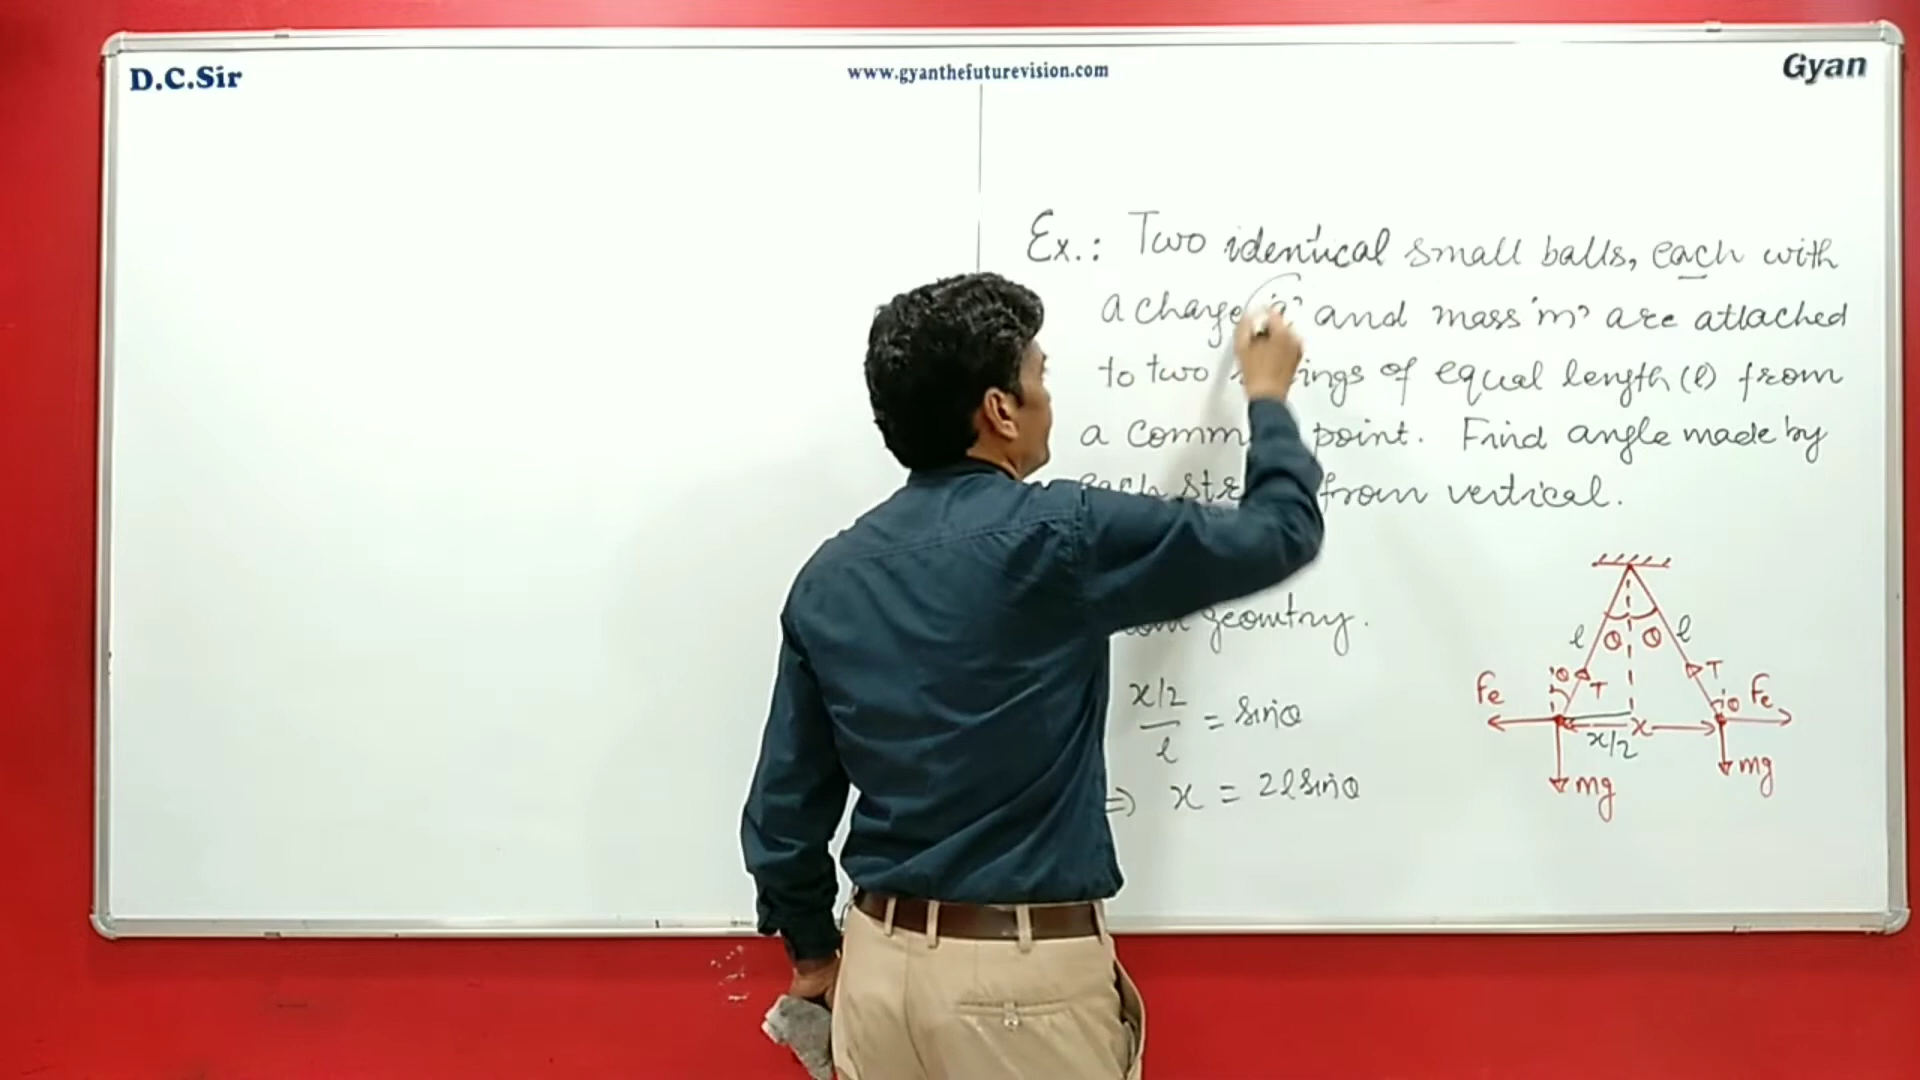 D.C.Sir
www.gyanthefuturevision.com
Gyan
Ex.: Two identical small balls, each with
a charge and mass 'm' are attached
to two of equal length (l) from
a point. Find angle made by
from vertical.
geomtry.
x/2
/l = sinθ
⇒ x = 2l sinθ
l θ θ l
θ T T θ
Fe Fe
x
x/2
mg mg